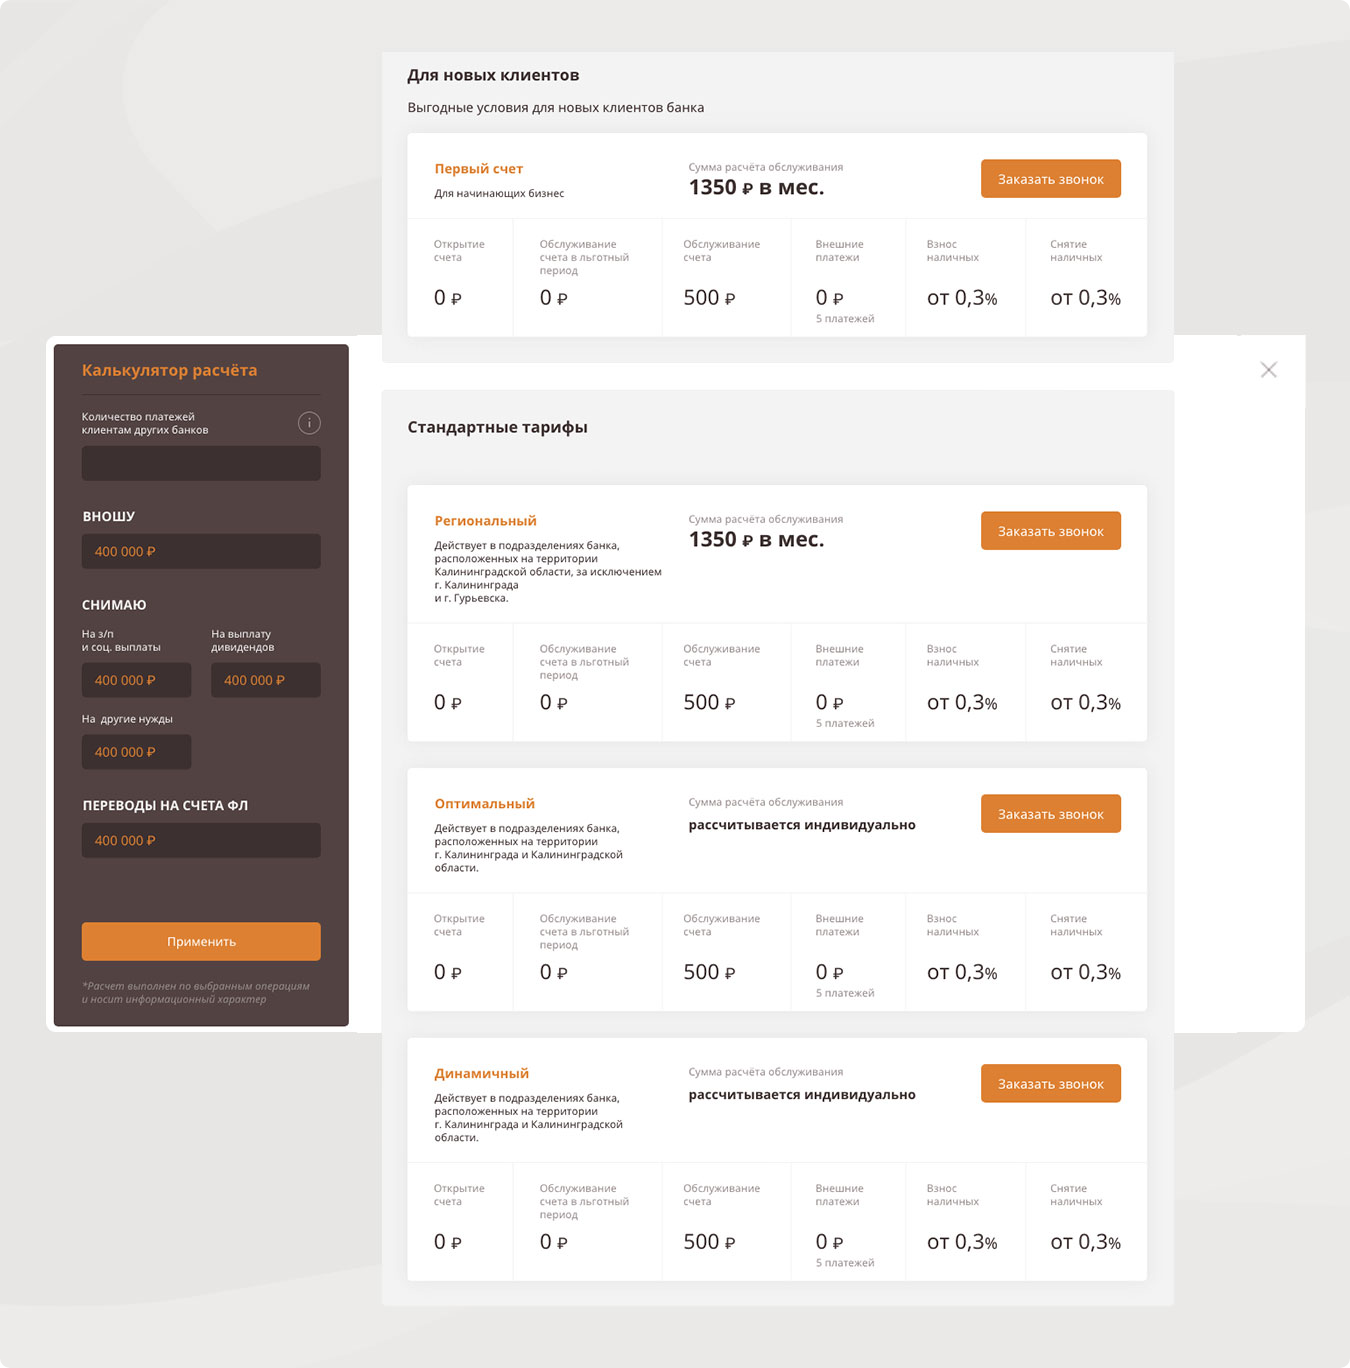 Для новых клиентов
Выгодные условия для новых клиентов банка
Первый счет
Для начинающих бизнес
Сумма расчёта обслуживания
1350 ₽ в мес.
Заказать звонок
Открытие
счета
0 ₽
Обслуживание
счета в льготный
период
0 ₽
Обслуживание
счета
500 ₽
Внешние
платежи
0 ₽
5 платежей
Взнос
наличных
от 0,3%
Снятие
наличных
от 0,3%
Калькулятор расчёта
Количество платежей
клиентам других банков
i
ВНОШУ
400 000 ₽
СНИМАЮ
На з/п
и соц. выплаты
400 000 ₽
На выплату
дивидендов
400 000 ₽
На другие нужды
400 000 ₽
ПЕРЕВОДЫ НА СЧЕТА ФЛ
400 000 ₽
Применить
*Расчет выполнен по выбранным операциям
и носит информационный характер
Стандартные тарифы
Региональный
Действует в подразделениях банка,
расположенных на территории
Калининградской области, за исключением
г. Калининграда
и г. Гурьевска.
Сумма расчёта обслуживания
1350 ₽ в мес.
Заказать звонок
Открытие
счета
0 ₽
Обслуживание
счета в льготный
период
0 ₽
Обслуживание
счета
500 ₽
Внешние
платежи
0 ₽
5 платежей
Взнос
наличных
от 0,3%
Снятие
наличных
от 0,3%
Оптимальный
Действует в подразделениях банка,
расположенных на территории
г. Калининграда и Калининградской
области.
Сумма расчёта обслуживания
рассчитывается индивидуально
Заказать звонок
Открытие
счета
0 ₽
Обслуживание
счета в льготный
период
0 ₽
Обслуживание
счета
500 ₽
Внешние
платежи
0 ₽
5 платежей
Взнос
наличных
от 0,3%
Снятие
наличных
от 0,3%
Динамичный
Действует в подразделениях банка,
расположенных на территории
г. Калининграда и Калининградской
области.
Сумма расчёта обслуживания
рассчитывается индивидуально
Заказать звонок
Открытие
счета
0 ₽
Обслуживание
счета в льготный
период
0 ₽
Обслуживание
счета
500 ₽
Внешние
платежи
0 ₽
5 платежей
Взнос
наличных
от 0,3%
Снятие
наличных
от 0,3%